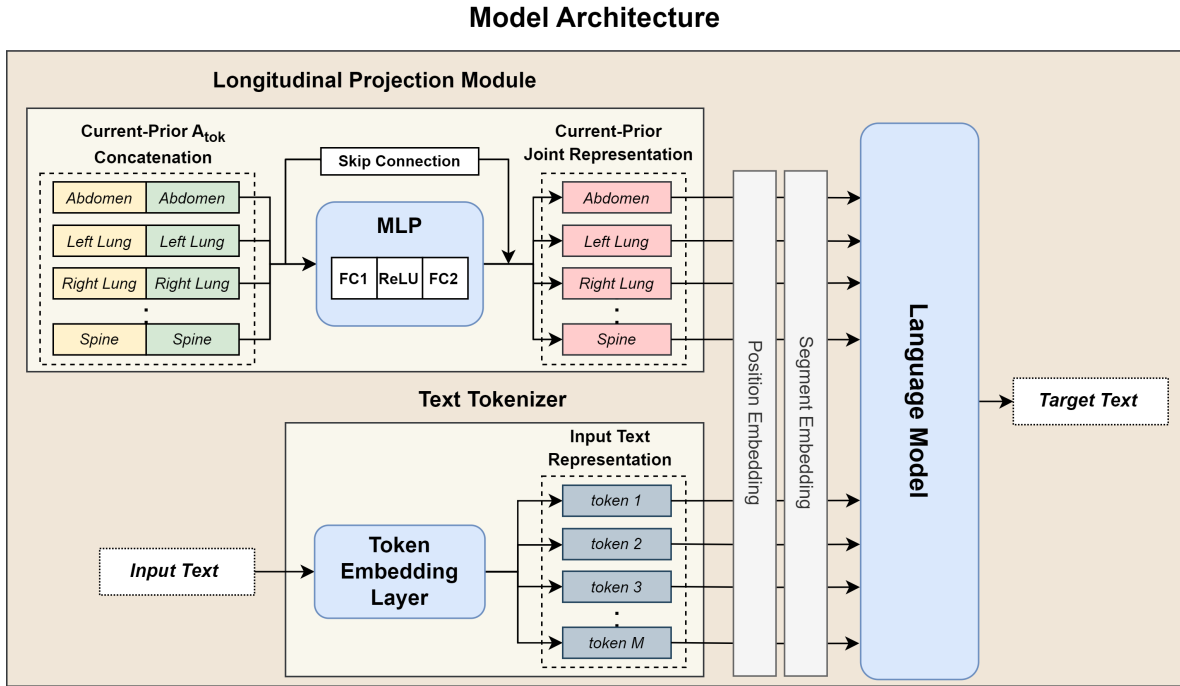 Model Architecture
Longitudinal Projection Module
Current-Prior A_tok
Concatenation
Abdomen Abdomen
Left Lung Left Lung
Right Lung Right Lung
Spine Spine
Skip Connection
MLP
FC1 ReLU FC2
Current-Prior
Joint Representation
Abdomen
Left Lung
Right Lung
Spine
Text Tokenizer
Input Text
Token
Embedding
Layer
Input Text
Representation
token 1
token 2
token 3
token M
Position Embedding
Segment Embedding
Language Model
Target Text